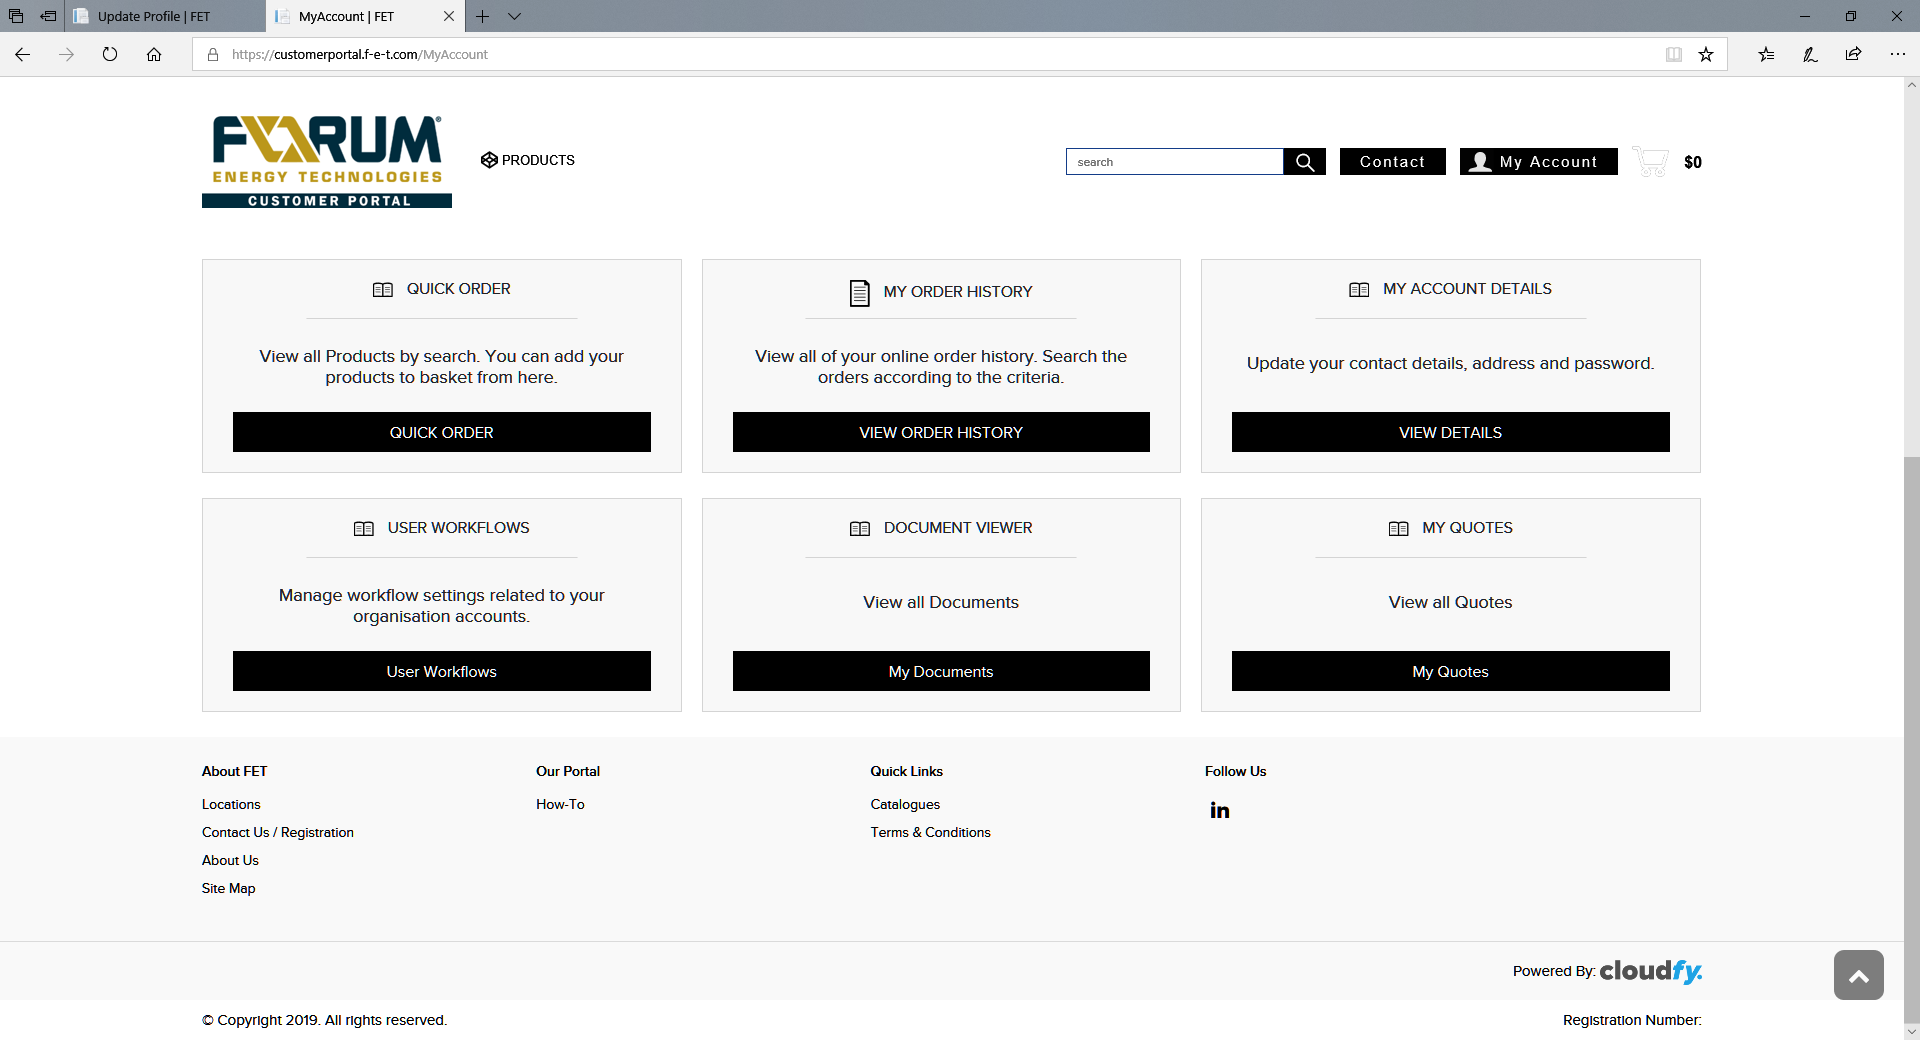 Update Profile | FET
MyAccount | FET
https://customerportal.f-e-t.com/MyAccount
FORUM®
ENERGY TECHNOLOGIES
CUSTOMER PORTAL
PRODUCTS
search
Contact
My Account
$0
QUICK ORDER
View all Products by search. You can add your
products to basket from here.
QUICK ORDER
MY ORDER HISTORY
View all of your online order history. Search the
orders according to the criteria.
VIEW ORDER HISTORY
MY ACCOUNT DETAILS
Update your contact details, address and password.
VIEW DETAILS
USER WORKFLOWS
Manage workflow settings related to your
organisation accounts.
User Workflows
DOCUMENT VIEWER
View all Documents
My Documents
MY QUOTES
View all Quotes
My Quotes
About FET
Locations
Contact Us / Registration
About Us
Site Map
Our Portal
How-To
Quick Links
Catalogues
Terms & Conditions
Follow Us
in
Powered By: cloudfy.
© Copyright 2019. All rights reserved.
Registration Number: